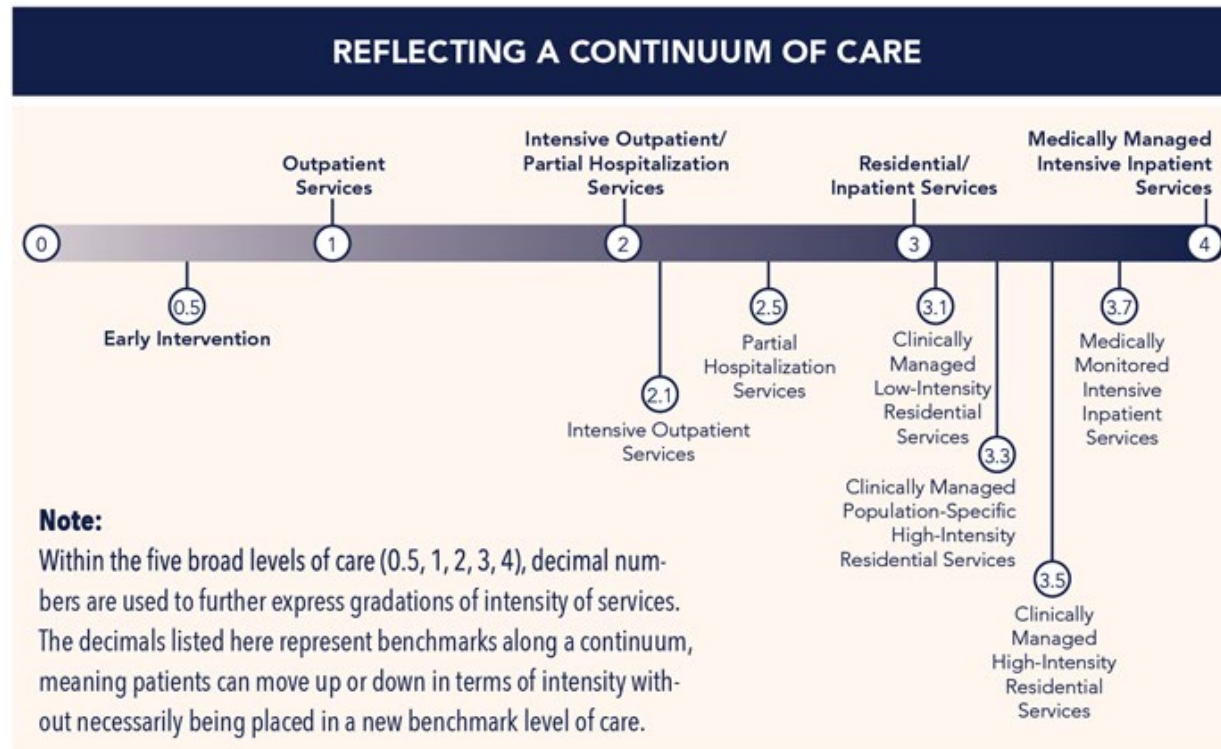 REFLECTING A CONTINUUM OF CARE
Outpatient
Services
Intensive Outpatient/
Partial Hospitalization
Services
Residential/
Inpatient Services
Medically Managed
Intensive Inpatient
Services
0
1
2
3
4
0.5
Early Intervention
2.1
Intensive Outpatient
Services
2.5
Partial
Hospitalization
Services
3.1
Clinically
Managed
Low-Intensity
Residential
Services
3.3
Clinically Managed
Population-Specific
High-Intensity
Residential Services
3.5
Clinically
Managed
High-Intensity
Residential
Services
3.7
Medically
Monitored
Intensive
Inpatient
Services
Note:
Within the five broad levels of care (0.5, 1, 2, 3, 4), decimal num-
bers are used to further express gradations of intensity of services.
The decimals listed here represent benchmarks along a continuum,
meaning patients can move up or down in terms of intensity with-
out necessarily being placed in a new benchmark level of care.